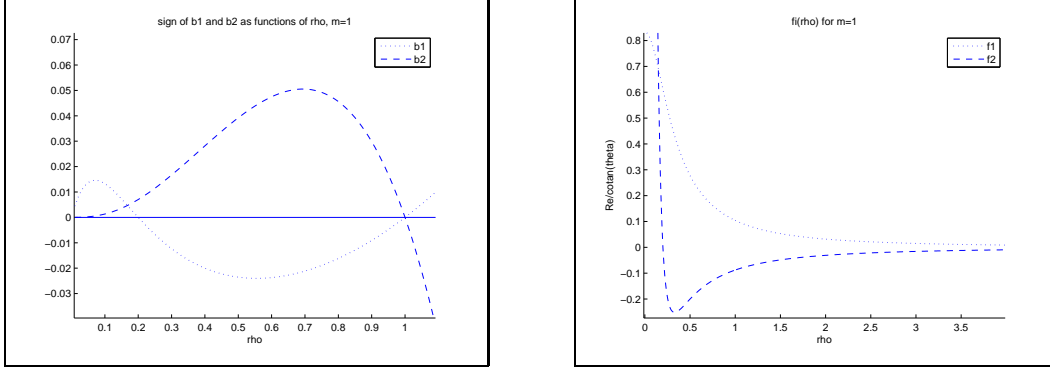 sign of b1 and b2 as functions of rho, m=1
0.07
0.06
0.05
0.04
0.03
0.02
0.01
0
−0.01
−0.02
−0.03
b1
b2
0.1 0.2 0.3 0.4 0.5 0.6 0.7 0.8 0.9 1
rho
fi(rho) for m=1
0.8
0.7
0.6
0.5
0.4
0.3
0.2
0.1
0
−0.1
−0.2
Re/cotan(theta)
f1
f2
0 0.5 1 1.5 2 2.5 3 3.5
rho